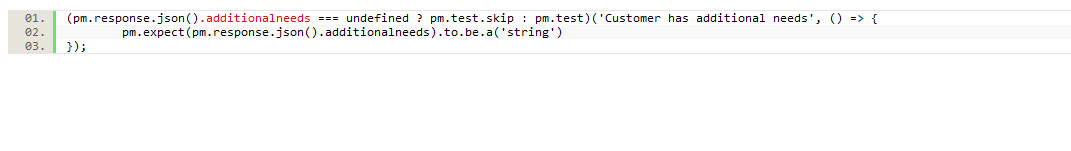 01. (pm.response.json().additionalneeds === undefined ? pm.test.skip : pm.test)('Customer has additional needs', () => {
02. pm.expect(pm.response.json().additionalneeds).to.be.a('string')
03. });